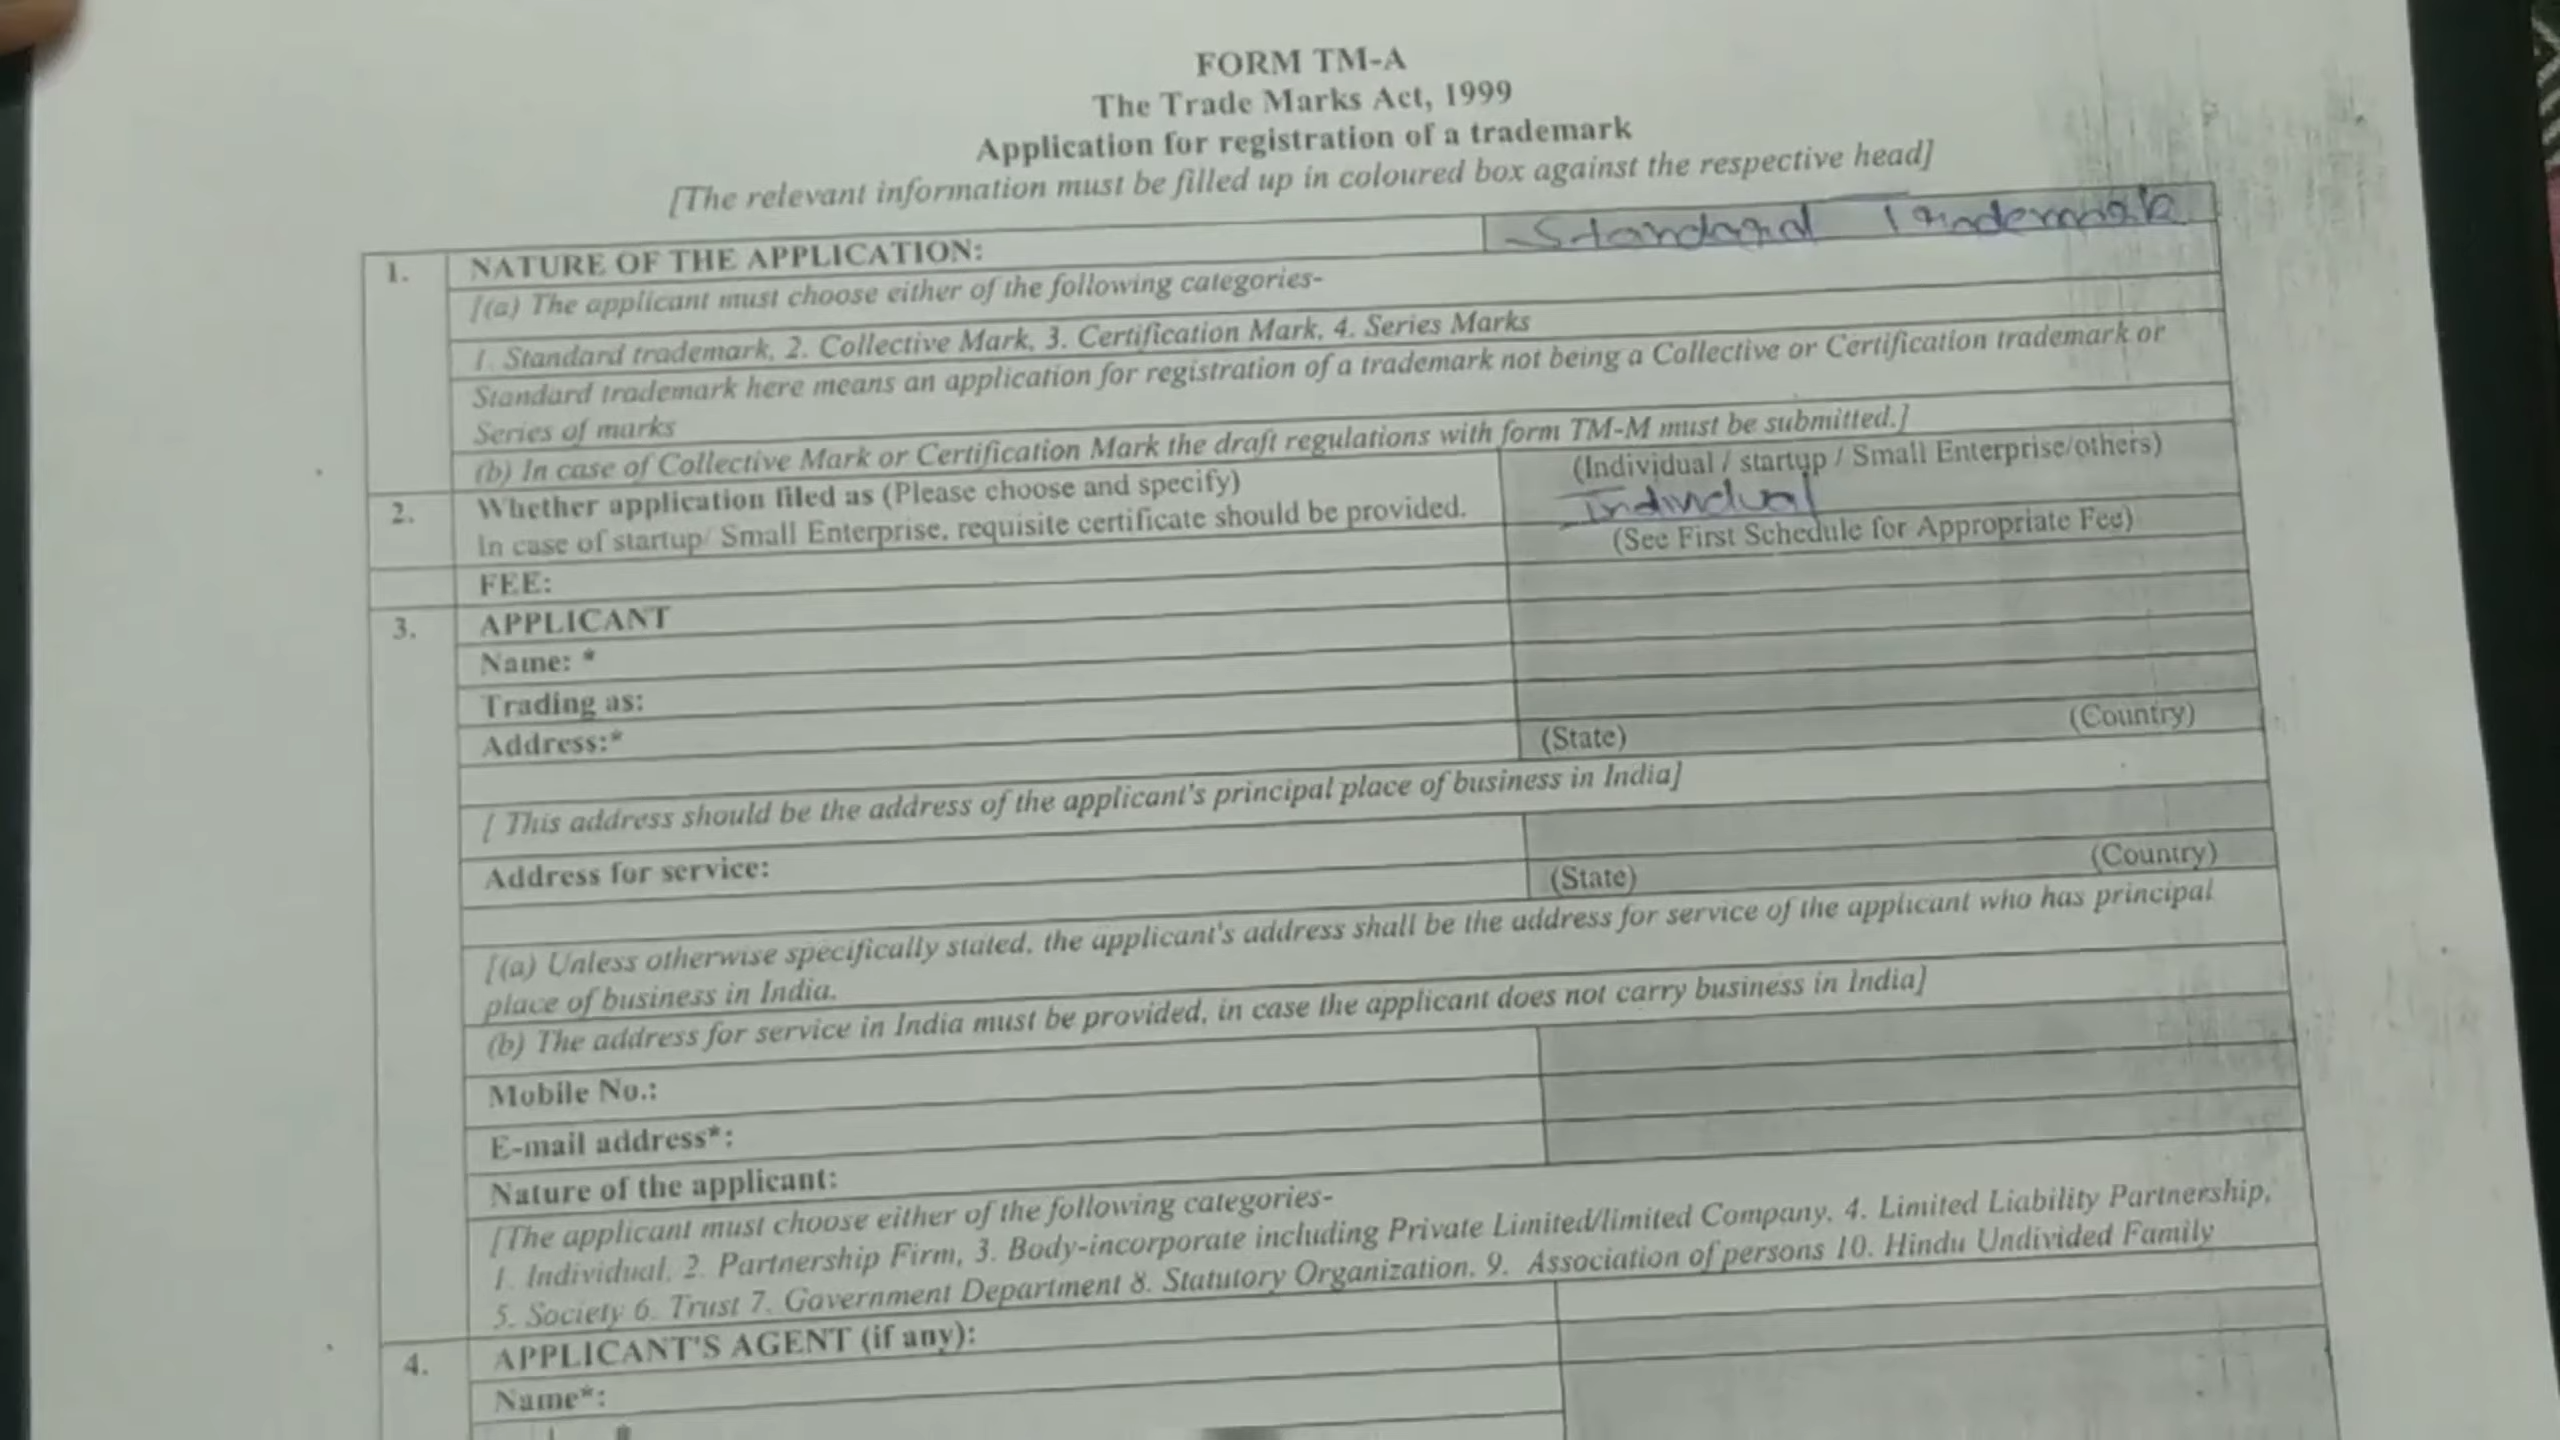 FORM TM-A
The Trade Marks Act, 1999
Application for registration of a trademark
[The relevant information must be filled up in coloured box against the respective head]
1. NATURE OF THE APPLICATION: Standard Trademark
[(a) The applicant must choose either of the following categories-
1. Standard trademark, 2. Collective Mark, 3. Certification Mark, 4. Series Marks
Standard trademark here means an application for registration of a trademark not being a Collective or Certification trademark or
Series of marks
(b) In case of Collective Mark or Certification Mark the draft regulations with form TM-M must be submitted.]
2. Whether application filed as (Please choose and specify) (Individual / startup / Small Enterprise/others)
In case of startup/ Small Enterprise, requisite certificate should be provided. Individual
FEE: (See First Schedule for Appropriate Fee)
3. APPLICANT
Name: *
Trading as:
Address:*
(State) (Country)
[ This address should be the address of the applicant's principal place of business in India]
Address for service:
(State) (Country)
[(a) Unless otherwise specifically stated, the applicant's address shall be the address for service of the applicant who has principal
place of business in India.
(b) The address for service in India must be provided, in case the applicant does not carry business in India]
Mobile No.:
E-mail address*:
Nature of the applicant:
[The applicant must choose either of the following categories-
1. Individual, 2. Partnership Firm, 3. Body-incorporate including Private Limited/limited Company, 4. Limited Liability Partnership,
5. Society 6. Trust 7. Government Department 8. Statutory Organization, 9. Association of persons 10. Hindu Undivided Family
4. APPLICANT'S AGENT (if any):
Name*: